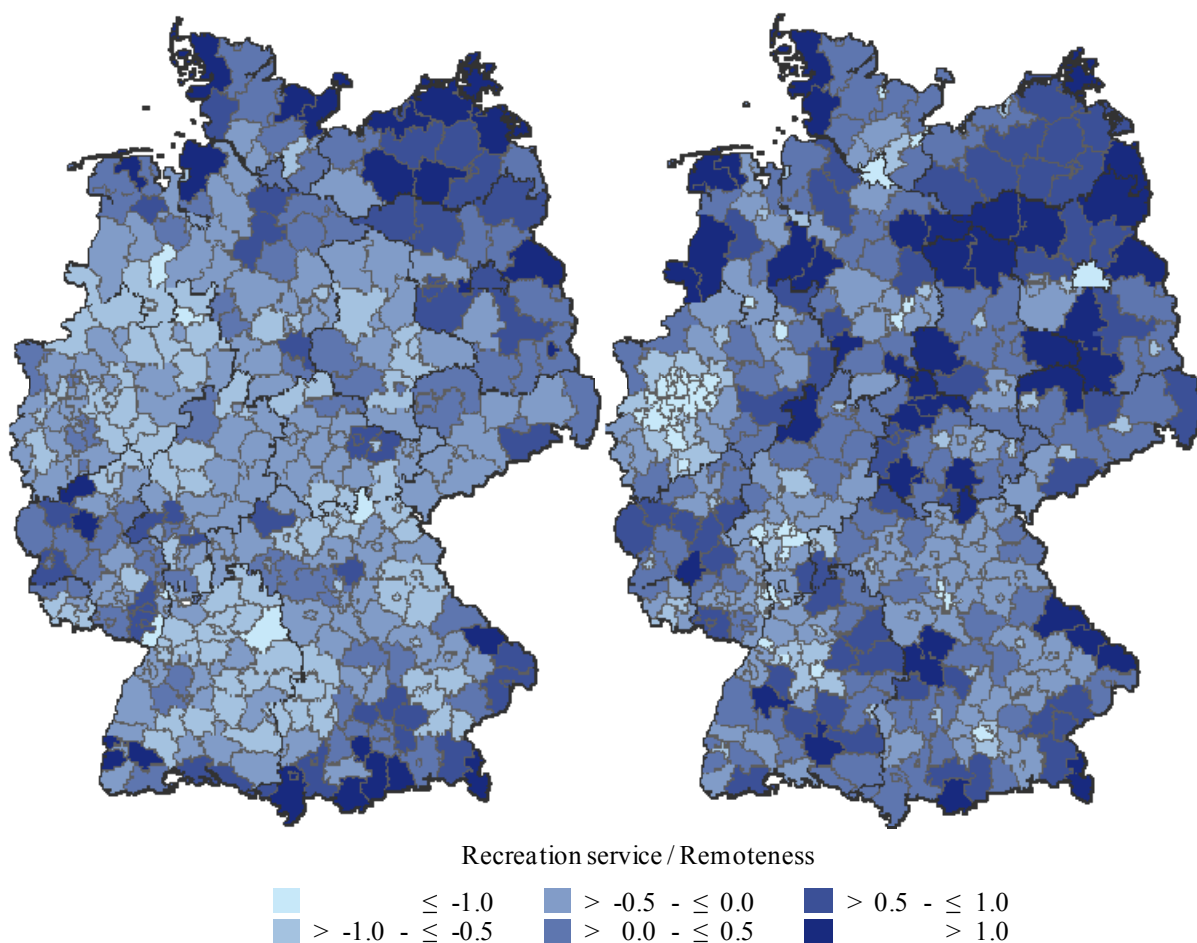 Recreation service / Remoteness
≤ -1.0 > -0.5 - ≤ 0.0 > 0.5 - ≤ 1.0
> -1.0 - ≤ -0.5 > 0.0 - ≤ 0.5 > 1.0